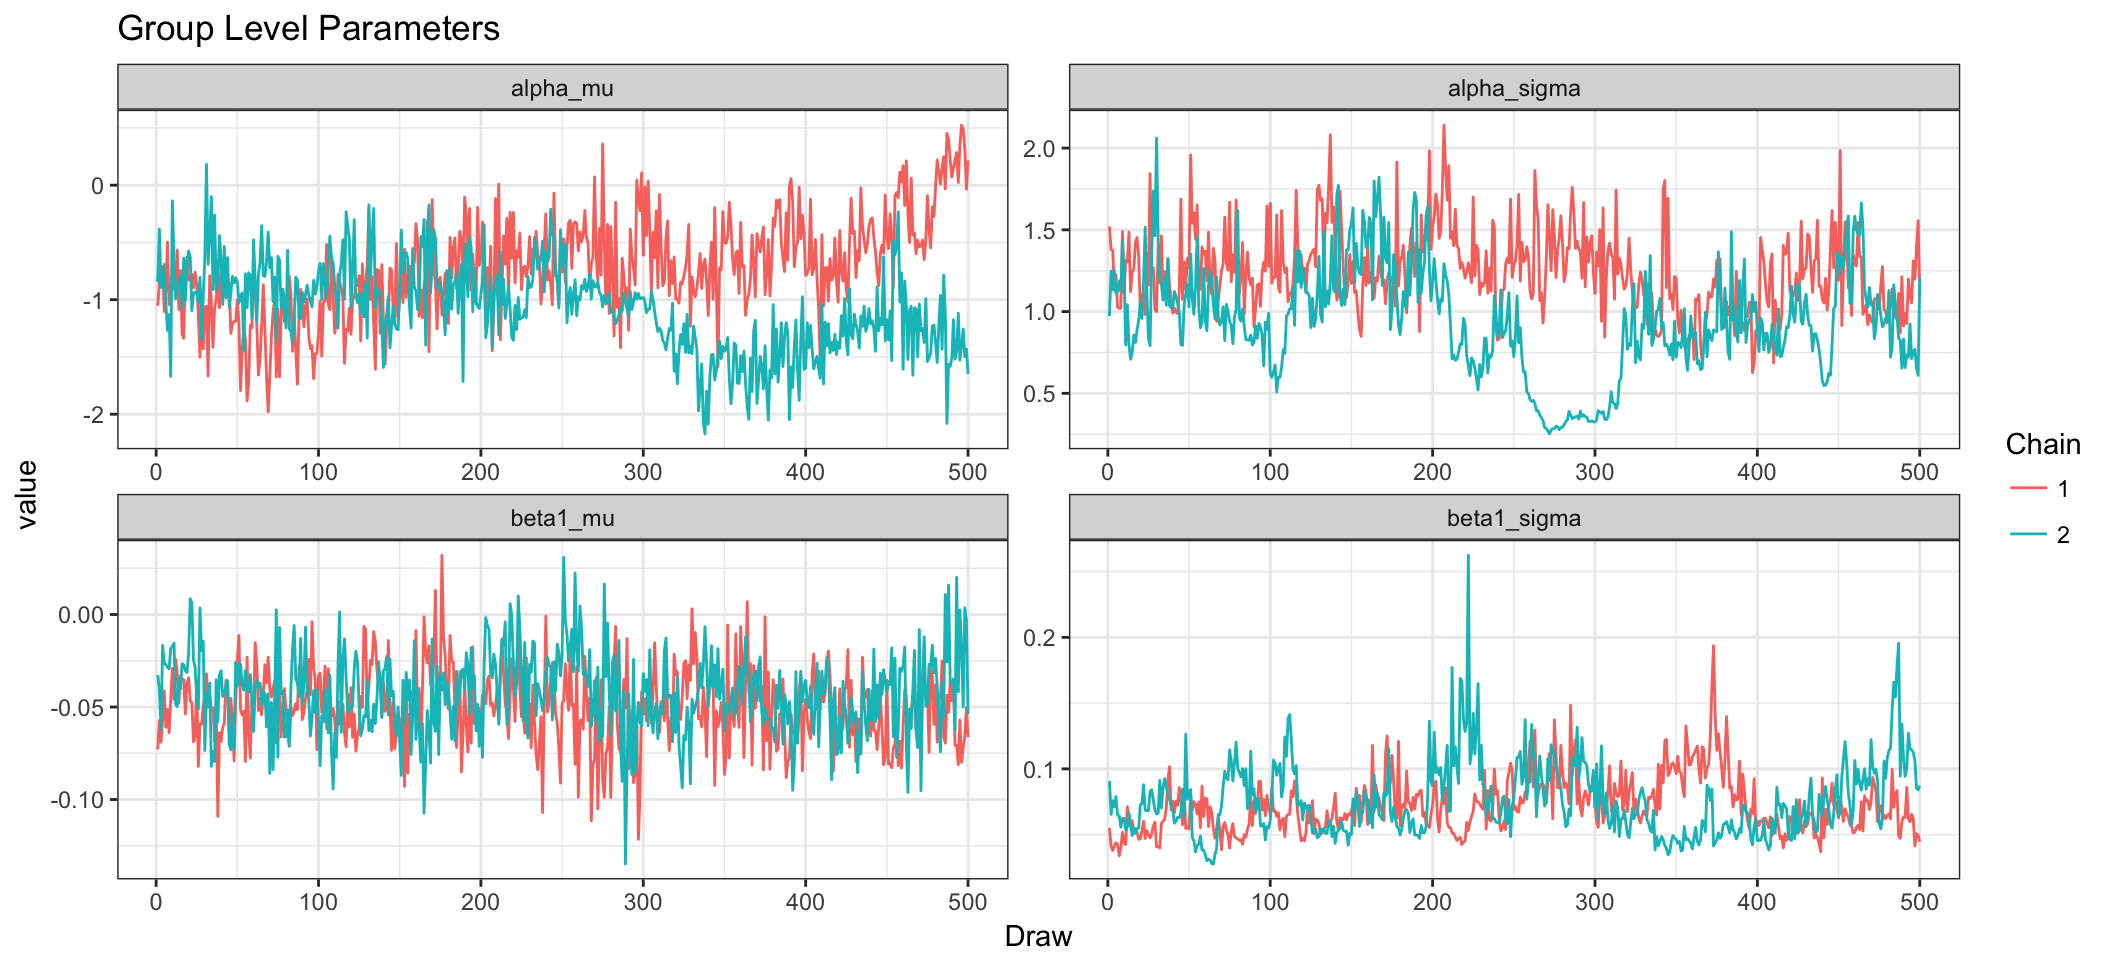 Group Level Parameters
alpha_mu
alpha_sigma
0
-1
-2
2.0
1.5
1.0
0.5
0 100 200 300 400 500
0 100 200 300 400 500
value
beta1_mu
beta1_sigma
0.00
-0.05
-0.10
0.2
0.1
0 100 200 300 400 500
0 100 200 300 400 500
Draw
Chain
1
2